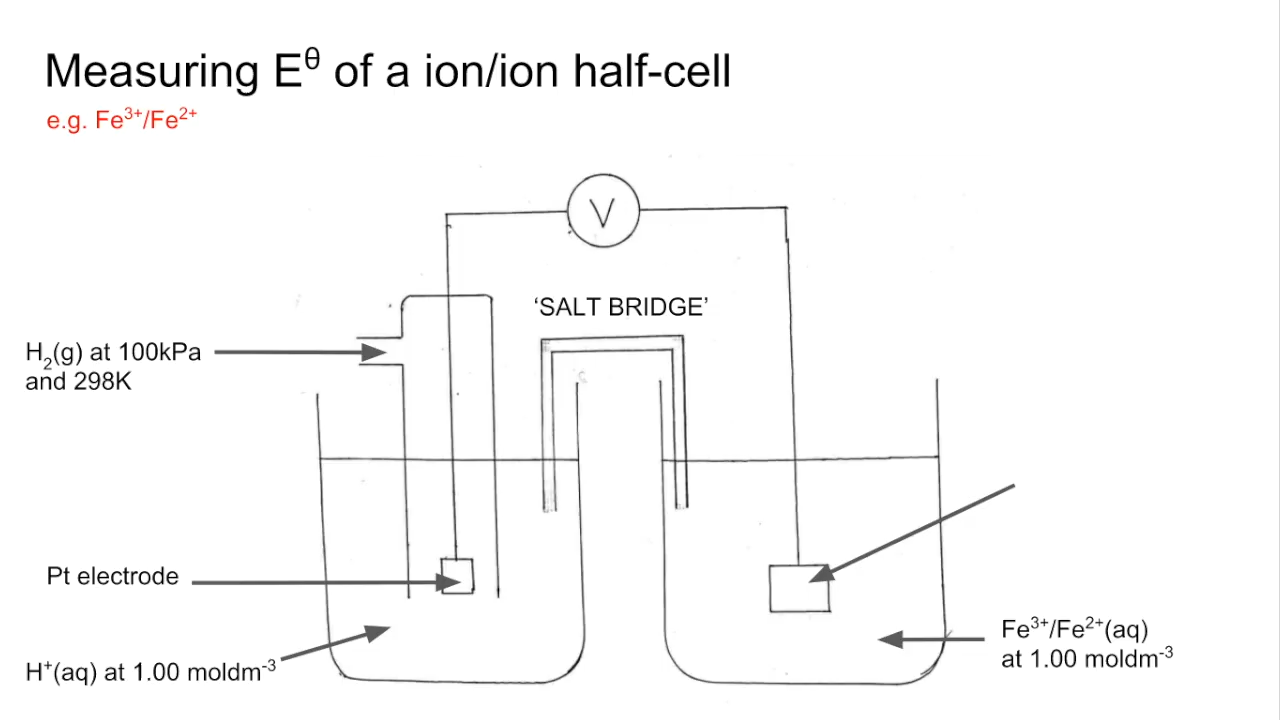 Measuring E^θ of a ion/ion half-cell
e.g. Fe³⁺/Fe²⁺
V
‘SALT BRIDGE’
H₂(g) at 100kPa
and 298K
Pt electrode
H⁺(aq) at 1.00 moldm⁻³
Fe³⁺/Fe²⁺(aq)
at 1.00 moldm⁻³